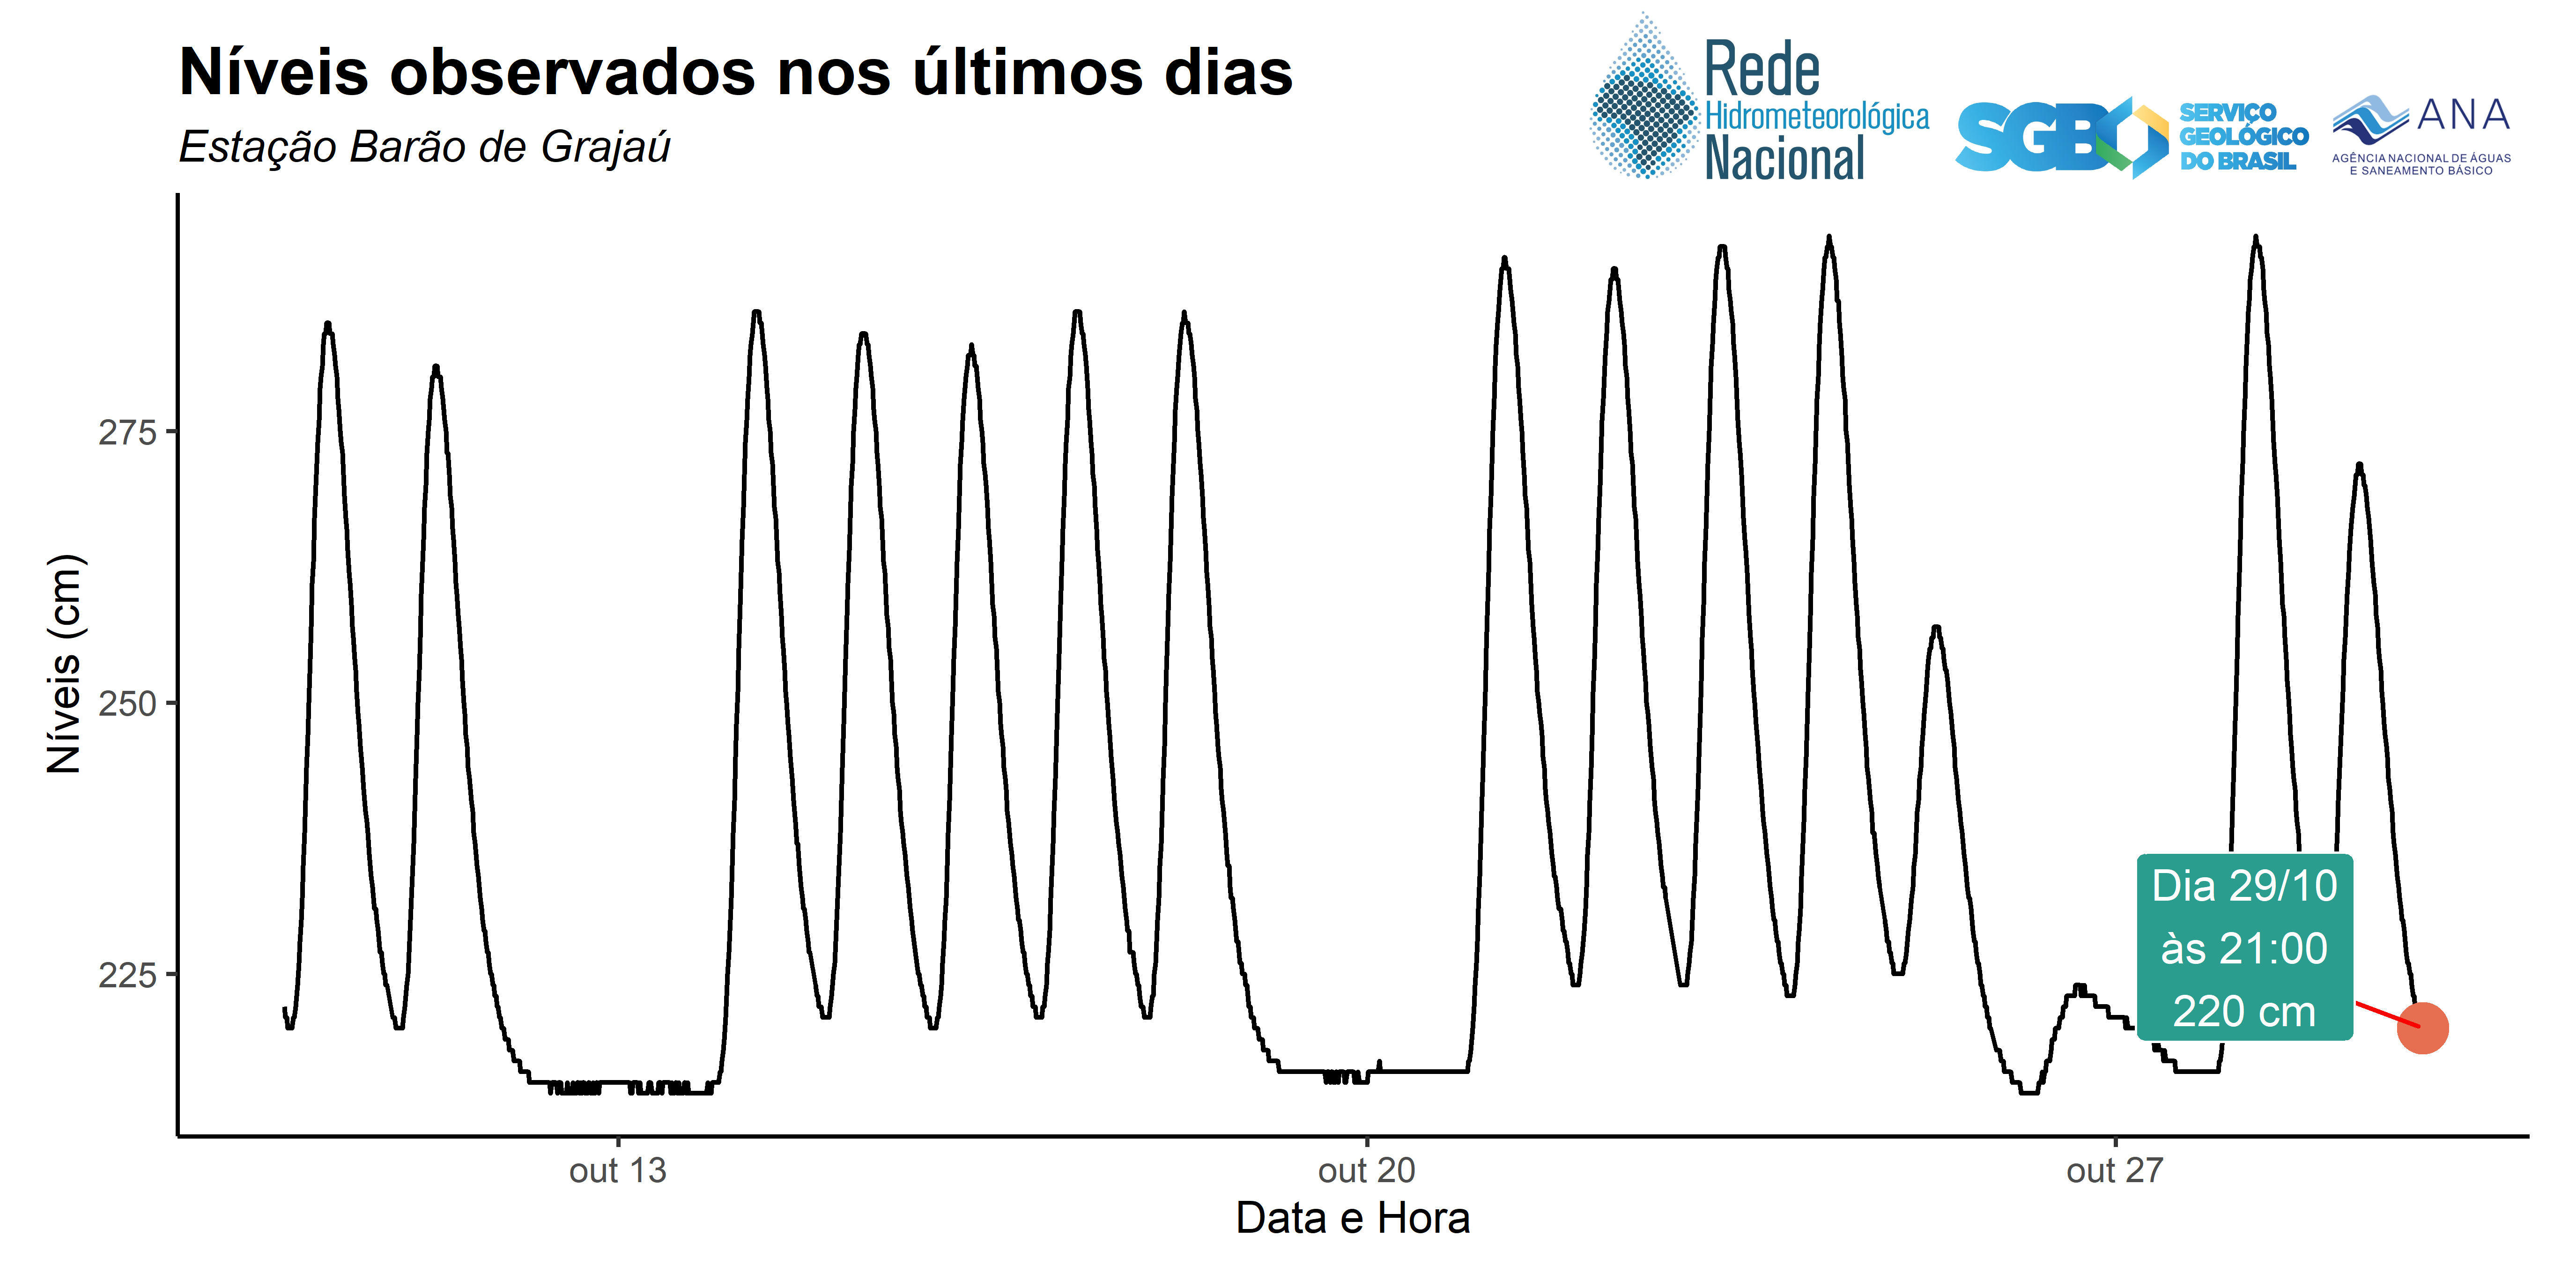 Níveis observados nos últimos dias
Estação Barão de Grajaú
Rede
Hidrometeorológica
Nacional
SGB
SERVIÇO
GEOLÓGICO
DO BRASIL
ANA
AGÊNCIA NACIONAL DE ÁGUAS
E SANEAMENTO BÁSICO
Níveis (cm)
275
250
225
Dia 29/10
às 21:00
220 cm
out 13
out 20
out 27
Data e Hora